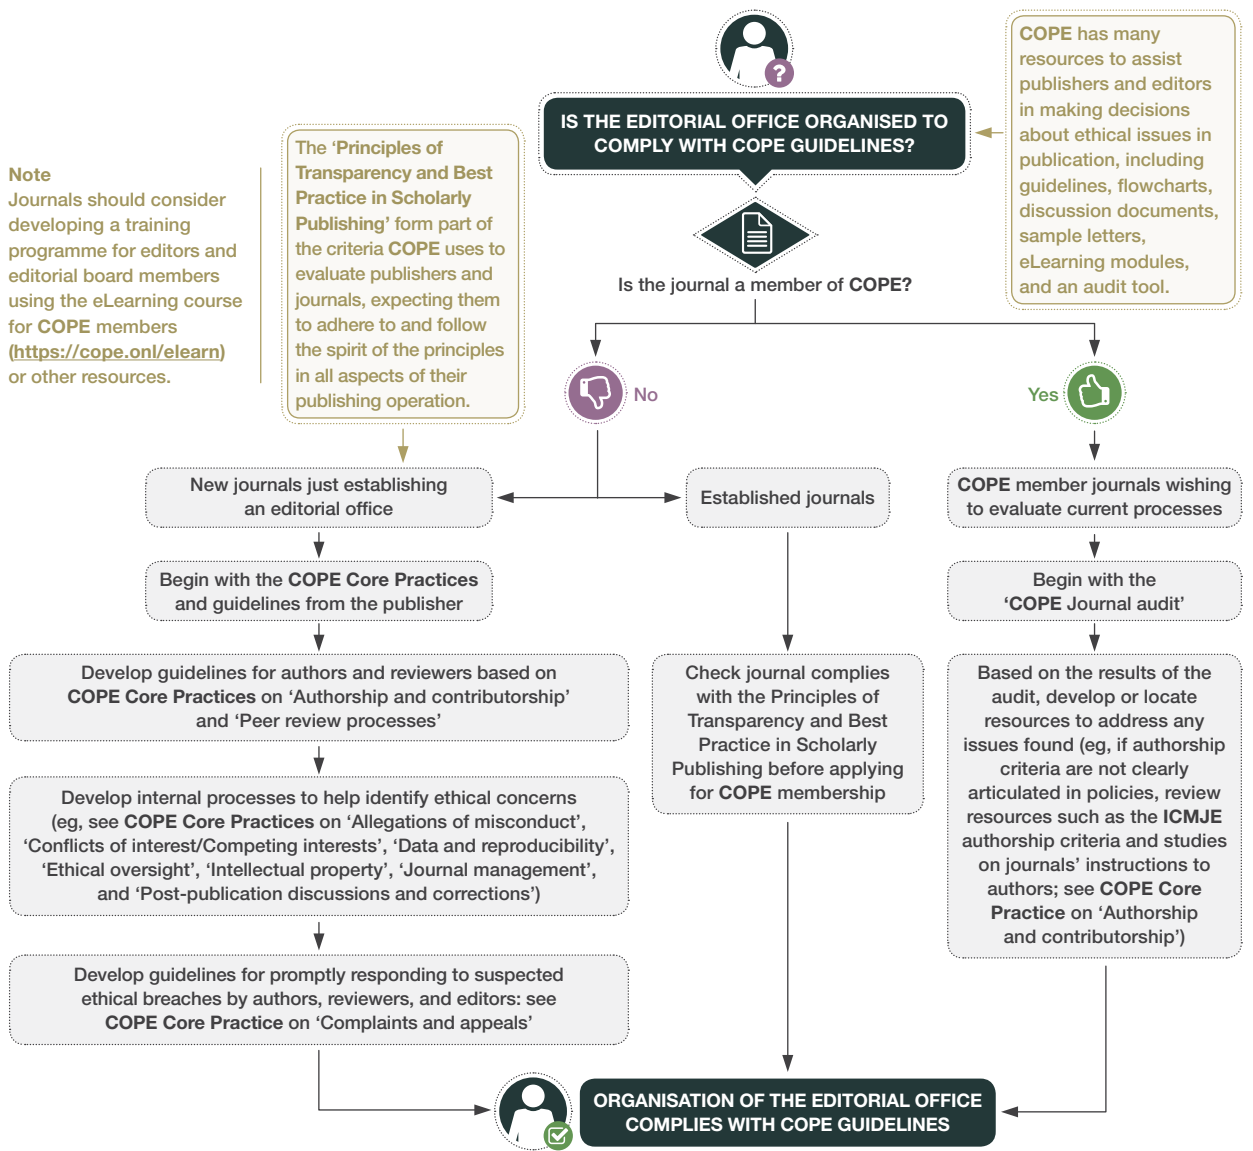 ?
IS THE EDITORIAL OFFICE ORGANISED TO
COMPLY WITH COPE GUIDELINES?
COPE has many
resources to assist
publishers and editors
in making decisions
about ethical issues in
publication, including
guidelines, flowcharts,
discussion documents,
sample letters,
eLearning modules,
and an audit tool.
Note
Journals should consider
developing a training
programme for editors and
editorial board members
using the eLearning course
for COPE members
(https://cope.onl/elearn)
or other resources.
The ‘Principles of
Transparency and Best
Practice in Scholarly
Publishing’ form part of
the criteria COPE uses to
evaluate publishers and
journals, expecting them
to adhere to and follow
the spirit of the principles
in all aspects of their
publishing operation.
Is the journal a member of COPE?
No
Yes
New journals just establishing
an editorial office
Established journals
COPE member journals wishing
to evaluate current processes
Begin with the COPE Core Practices
and guidelines from the publisher
Begin with the
‘COPE Journal audit’
Develop guidelines for authors and reviewers based on
COPE Core Practices on ‘Authorship and contributorship’
and ‘Peer review processes’
Check journal complies
with the Principles of
Transparency and Best
Practice in Scholarly
Publishing before applying
for COPE membership
Based on the results of the
audit, develop or locate
resources to address any
issues found (eg, if authorship
criteria are not clearly
articulated in policies, review
resources such as the ICMJE
authorship criteria and studies
on journals’ instructions to
authors; see COPE Core
Practice on ‘Authorship
and contributorship’)
Develop internal processes to help identify ethical concerns
(eg, see COPE Core Practices on ‘Allegations of misconduct’,
‘Conflicts of interest/Competing interests’, ‘Data and reproducibility’,
‘Ethical oversight’, ‘Intellectual property’, ‘Journal management’,
and ‘Post-publication discussions and corrections’)
Develop guidelines for promptly responding to suspected
ethical breaches by authors, reviewers, and editors: see
COPE Core Practice on ‘Complaints and appeals’
ORGANISATION OF THE EDITORIAL OFFICE
COMPLIES WITH COPE GUIDELINES